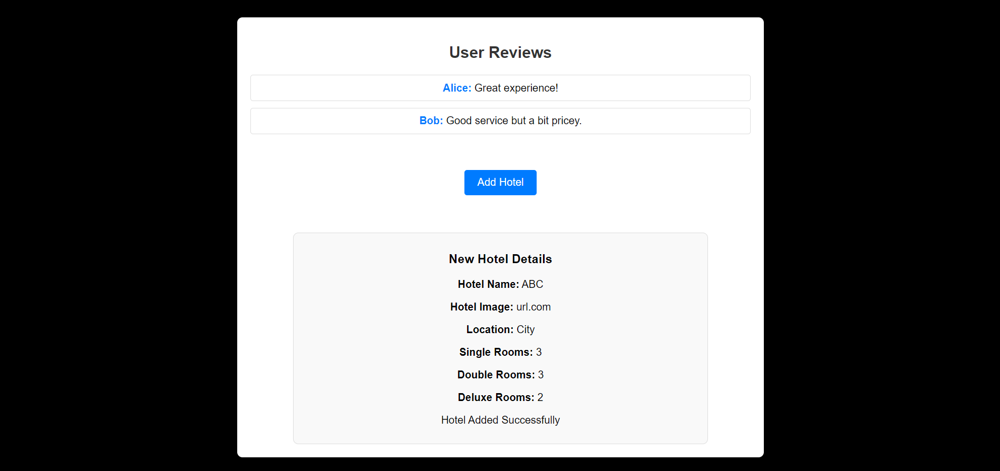 User Reviews
Alice: Great experience!
Bob: Good service but a bit pricey.
Add Hotel
New Hotel Details
Hotel Name: ABC
Hotel Image: url.com
Location: City
Single Rooms: 3
Double Rooms: 3
Deluxe Rooms: 2
Hotel Added Successfully